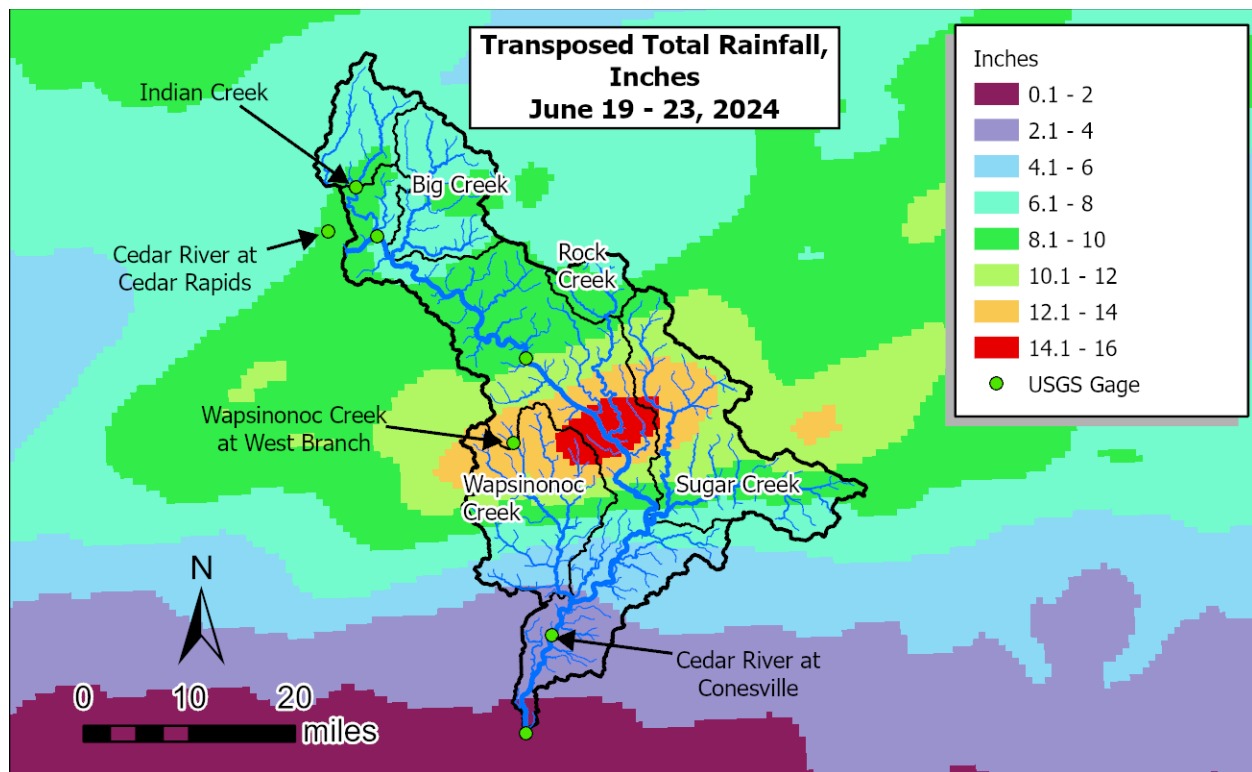 Transposed Total Rainfall,
Inches
June 19 - 23, 2024
Inches
0.1 - 2
2.1 - 4
4.1 - 6
6.1 - 8
8.1 - 10
10.1 - 12
12.1 - 14
14.1 - 16
USGS Gage
Indian Creek
Big Creek
Cedar River at
Cedar Rapids
Rock
Creek
Wapsinonoc Creek
at West Branch
Wapsinonoc
Creek
Sugar Creek
Cedar River at
Conesville
N
0 10 20
miles